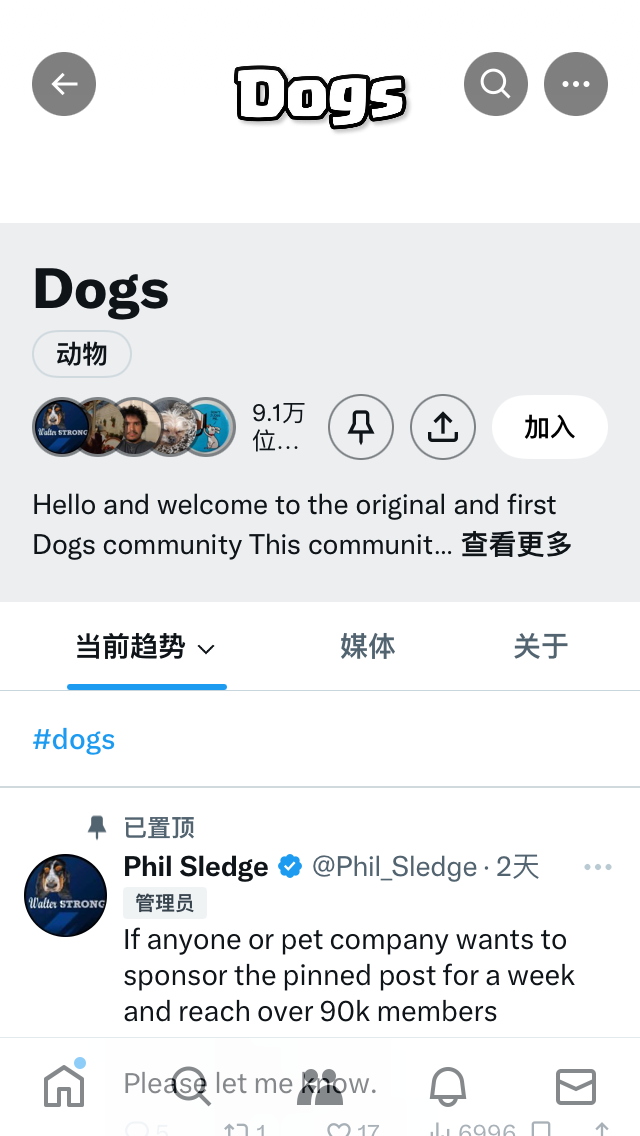 Dogs
Dogs
动物
Walter STRONG
9.1万
位...
加入
Hello and welcome to the original and first
Dogs community This communit... 查看更多
当前趋势
媒体
关于
#dogs
已置顶
Phil Sledge @Phil_Sledge · 2天
管理员
Walter STRONG
If anyone or pet company wants to
sponsor the pinned post for a week
and reach over 90k members
Please let me know.
5 1 17 6996